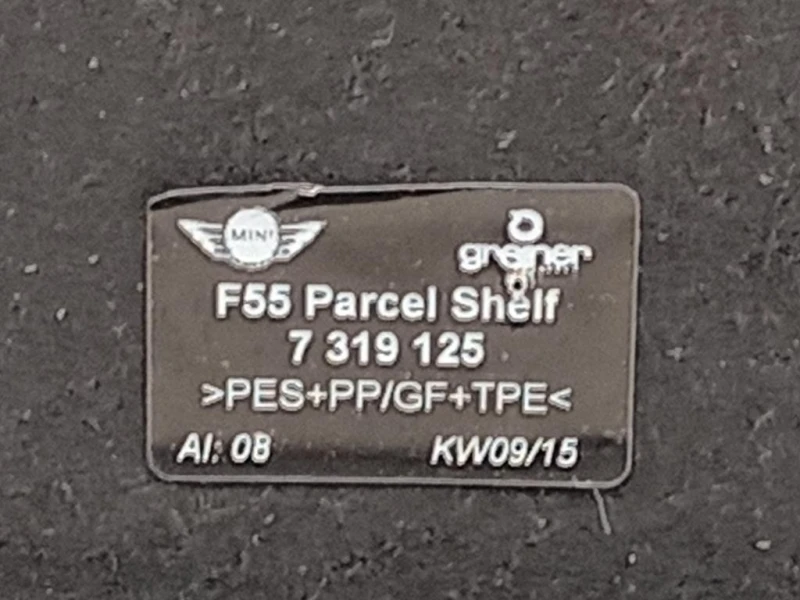 MINI
greiner
F55 Parcel Shelf
7 319 125
>PES+PP/GF+TPE<
AI: 08
KW09/15